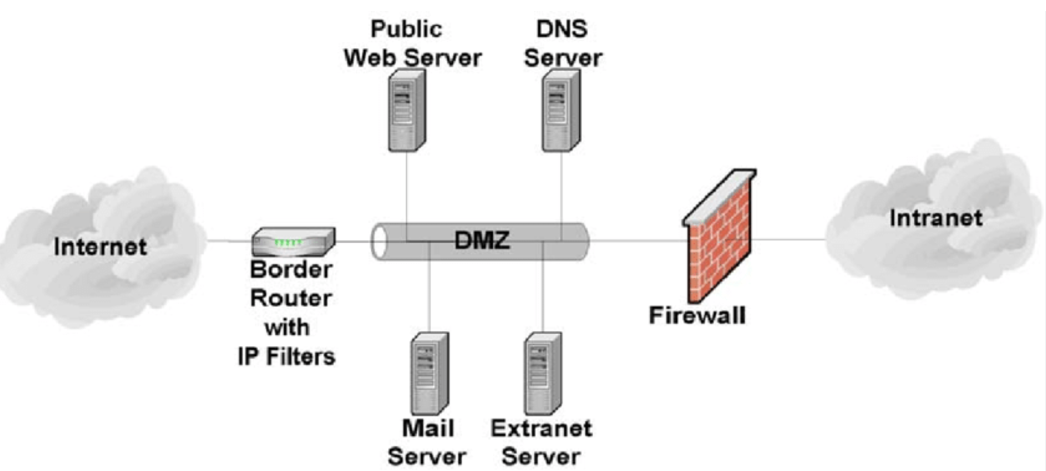 Public
Web Server
DNS
Server
Internet
Border
Router
with
IP Filters
DMZ
Firewall
Intranet
Mail
Server
Extranet
Server